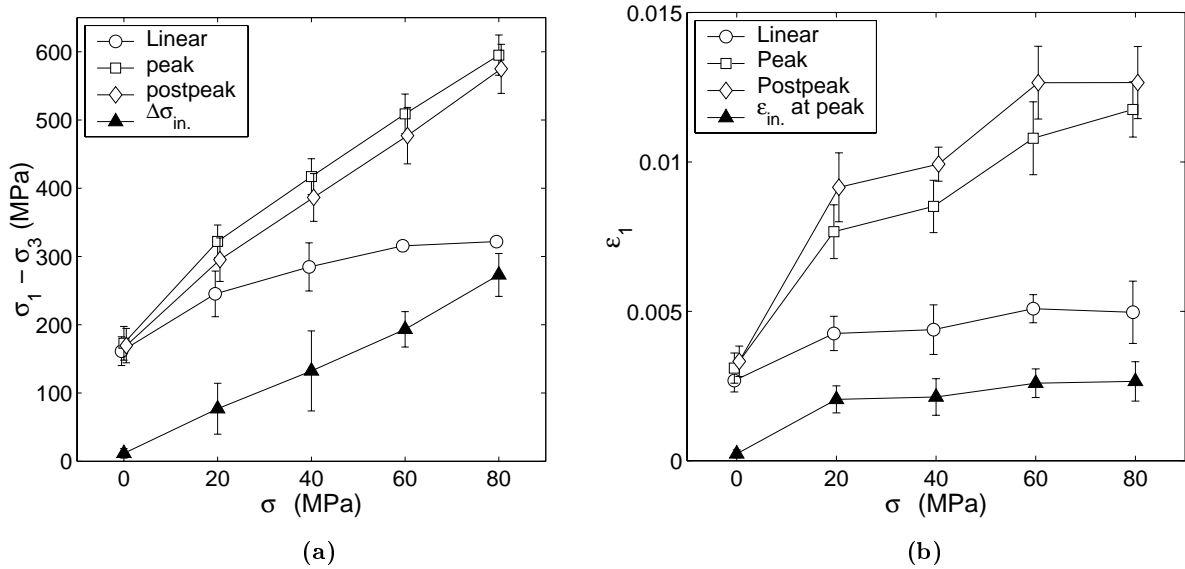 Linear
peak
postpeak
Δσin.
600
500
400
300
200
100
0
σ1 − σ3 (MPa)
0 20 40 60 80
σ (MPa)
(a)
Linear
Peak
Postpeak
εin. at peak
0.015
0.01
0.005
0
ε1
0 20 40 60 80
σ (MPa)
(b)